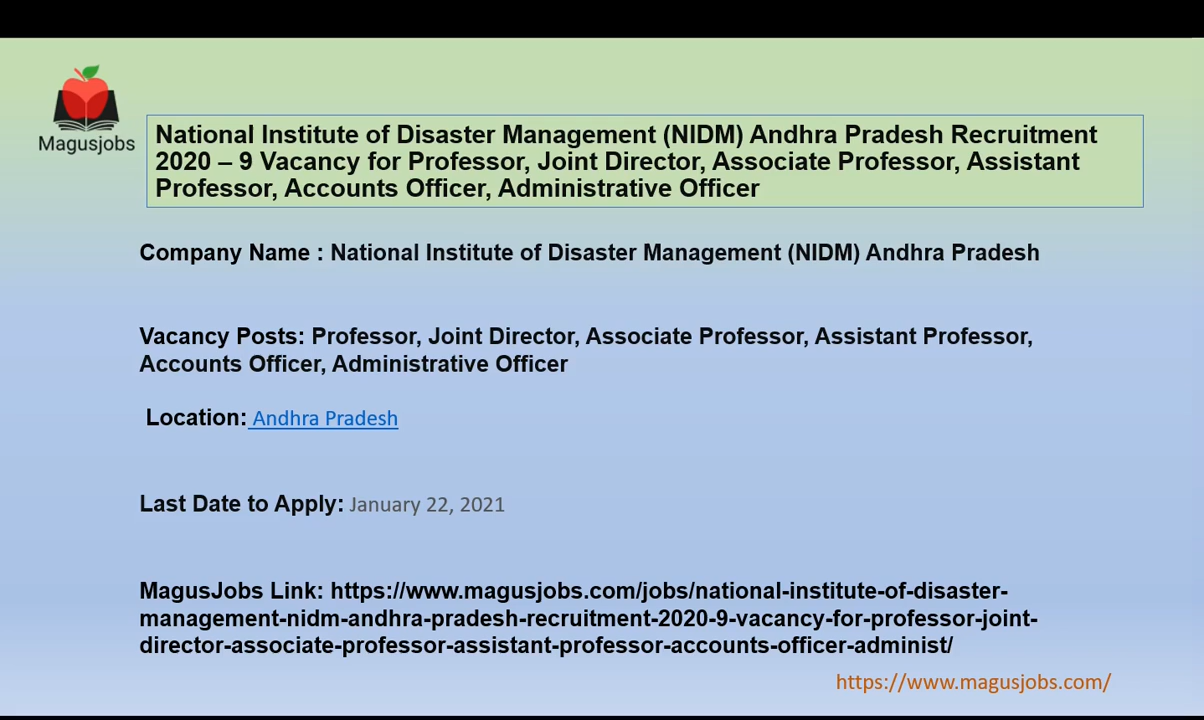 Magusjobs
National Institute of Disaster Management (NIDM) Andhra Pradesh Recruitment
2020 – 9 Vacancy for Professor, Joint Director, Associate Professor, Assistant
Professor, Accounts Officer, Administrative Officer
Company Name : National Institute of Disaster Management (NIDM) Andhra Pradesh
Vacancy Posts: Professor, Joint Director, Associate Professor, Assistant Professor,
Accounts Officer, Administrative Officer
Location: Andhra Pradesh
Last Date to Apply: January 22, 2021
MagusJobs Link: https://www.magusjobs.com/jobs/national-institute-of-disaster-
management-nidm-andhra-pradesh-recruitment-2020-9-vacancy-for-professor-joint-
director-associate-professor-assistant-professor-accounts-officer-administ/
https://www.magusjobs.com/